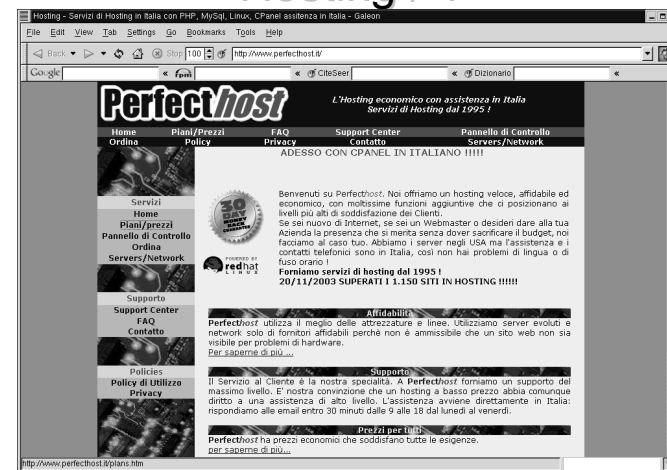 Hosting - Servizi di Hosting in Italia con PHP, MySql, Linux, CPanel assitenza in Italia - Galeon
File Edit View Tab Settings Go Bookmarks Tools Help
Back Stop 100 http://www.perfecthost.it/
Google rpm CiteSeer Dizionario
Perfecthost
L'Hosting economico con assistenza in Italia
Servizi di Hosting dal 1995 !
Home Piani/Prezzi FAQ Support Center Pannello di Controllo
Ordina Policy Privacy Contatto Servers/Network
ADESSO CON CPANEL IN ITALIANO !!!!!
Servizi
Home
Piani/prezzi
Pannello di Controllo
Ordina
Servers/Network
Supporto
Support Center
FAQ
Contatto
Policies
Policy di Utilizzo
Privacy
30 DAY
MONEY BACK
GUARANTEE
POWERED BY
redhat
LINUX
Benvenuti su Perfecthost. Noi offriamo un hosting veloce, affidabile ed
economico, con moltissime funzioni aggiuntive che ci posizionano ai
livelli più alti di soddisfazione dei Clienti.
Se sei nuovo di Internet, se sei un Webmaster o desideri dare alla tua
Azienda la presenza che si merita senza dover sacrificare il budget, noi
facciamo al caso tuo. Abbiamo i server negli USA ma l'assistenza e i
contatti telefonici sono in Italia, così non hai problemi di lingua o di
fuso orario !
Forniamo servizi di hosting dal 1995 !
20/11/2003 SUPERATI I 1.150 SITI IN HOSTING !!!!!!
Affidabilità
Perfecthost utilizza il meglio delle attrezzature e linee. Utilizziamo server evoluti e
network solo di fornitori affidabili perchè non è ammissibile che un sito web non sia
visibile per problemi di hardware.
Per saperne di più ...
Supporto
Il Servizio al Cliente è la nostra specialità. A Perfecthost forniamo un supporto del
massimo livello. E' nostra convinzione che un hosting a basso prezzo abbia comunque
diritto a una assistenza di alto livello. L'assistenza avviene direttamente in Italia:
rispondiamo alle email entro 30 minuti dalle 9 alle 18 dal lunedi al venerdi.
Prezzi per tutti
Perfecthost ha prezzi economici che soddisfano tutte le esigenze.
per saperne di più...
http://www.perfecthost.it/plans.htm